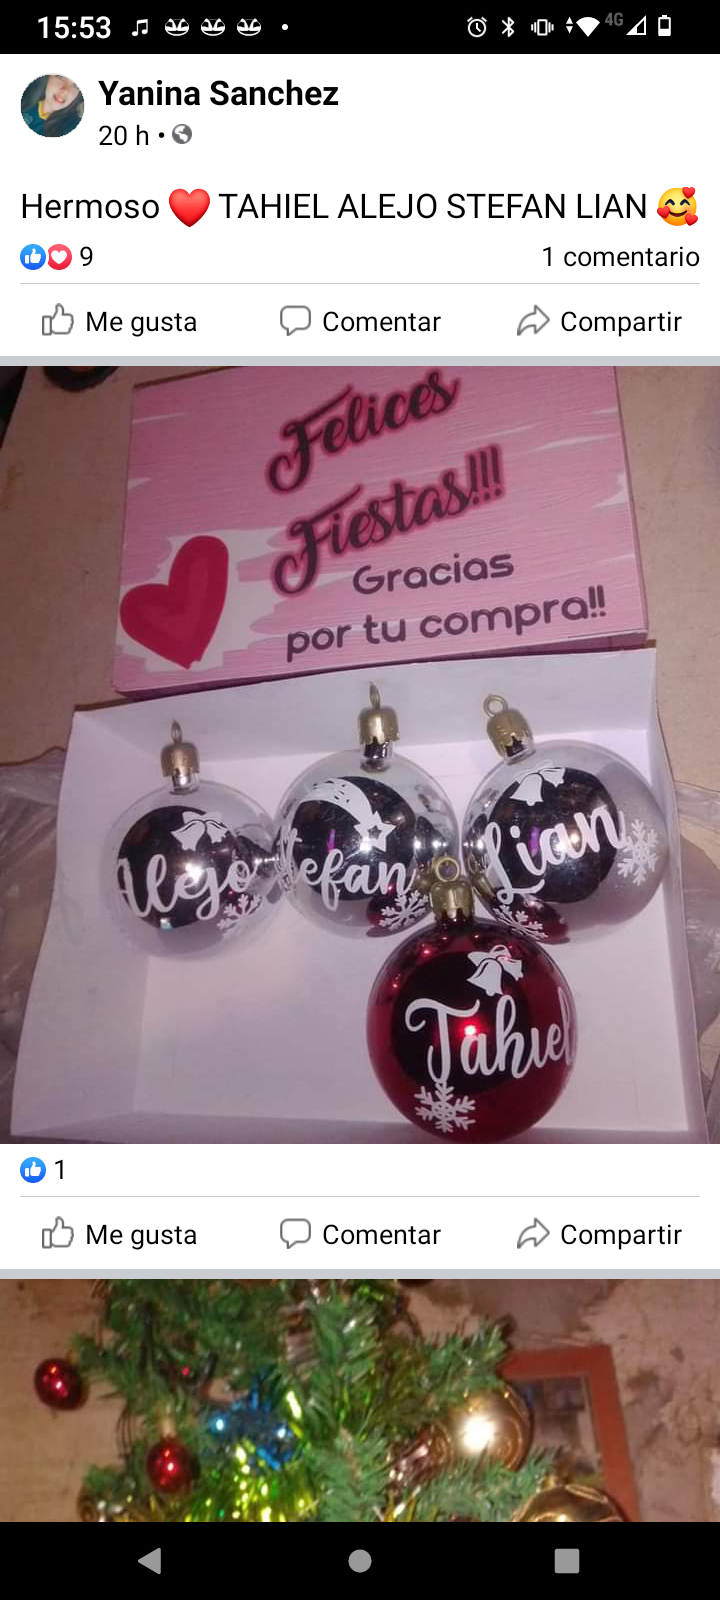 15:53
4G
Yanina Sanchez
20 h •
Hermoso ❤️ TAHIEL ALEJO STEFAN LIAN 🥰
9
1 comentario
Me gusta
Comentar
Compartir
Felices
Fiestas!!!
Gracias
por tu compra!!
Alejo
Stefan
Lian
Tahiel
1
Me gusta
Comentar
Compartir